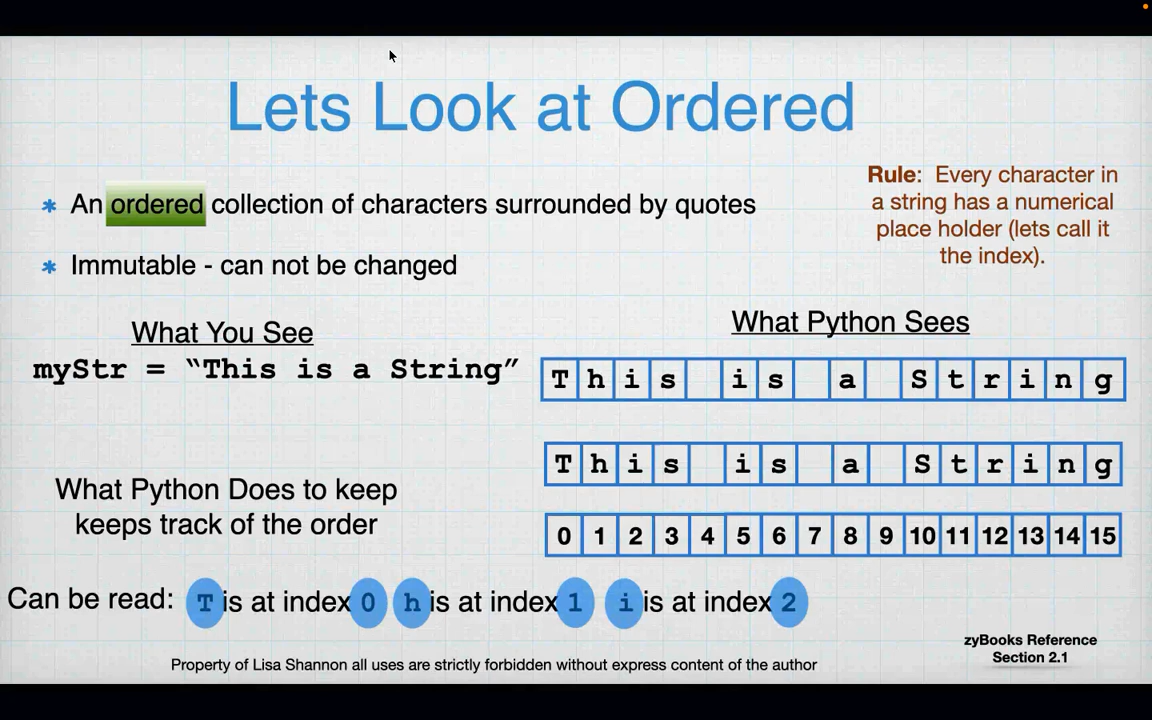 Lets Look at Ordered
Rule: Every character in
a string has a numerical
place holder (lets call it
the index).
* An ordered collection of characters surrounded by quotes
* Immutable - can not be changed
What You See
myStr = “This is a String”
What Python Sees
T h i s i s a S t r i n g
What Python Does to keep
keeps track of the order
T h i s i s a S t r i n g
0 1 2 3 4 5 6 7 8 9 10 11 12 13 14 15
Can be read: T is at index 0 h is at index 1 i is at index 2
zyBooks Reference
Section 2.1
Property of Lisa Shannon all uses are strictly forbidden without express content of the author